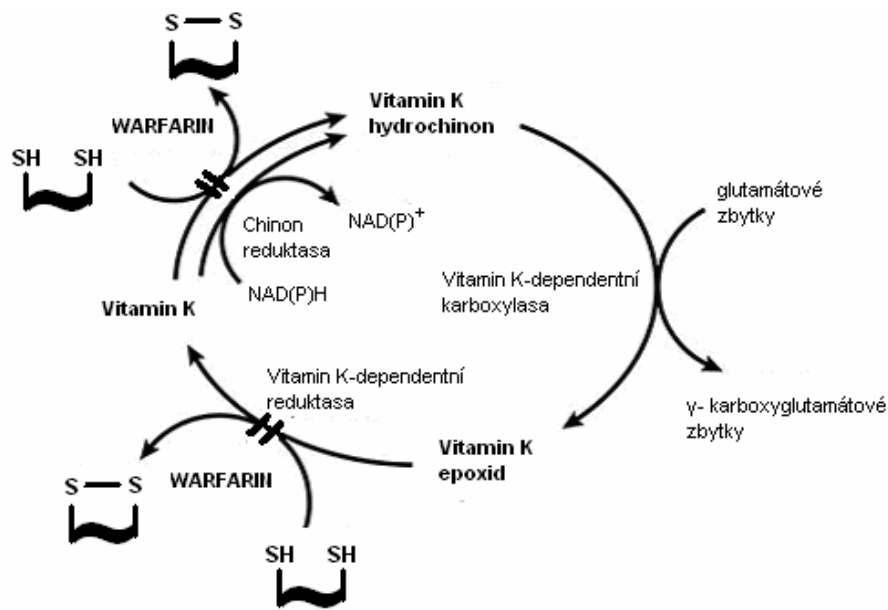 S S
WARFARIN
SH SH
Vitamin K
hydrochinon
glutamátové
zbytky
Chinon
reduktasa
NAD(P)+
NAD(P)H
Vitamin K-dependentní
karboxylasa
Vitamin K
Vitamin K-dependentní
reduktasa
γ- karboxyglutamátové
zbytky
Vitamin K
epoxid
S S
WARFARIN
SH SH